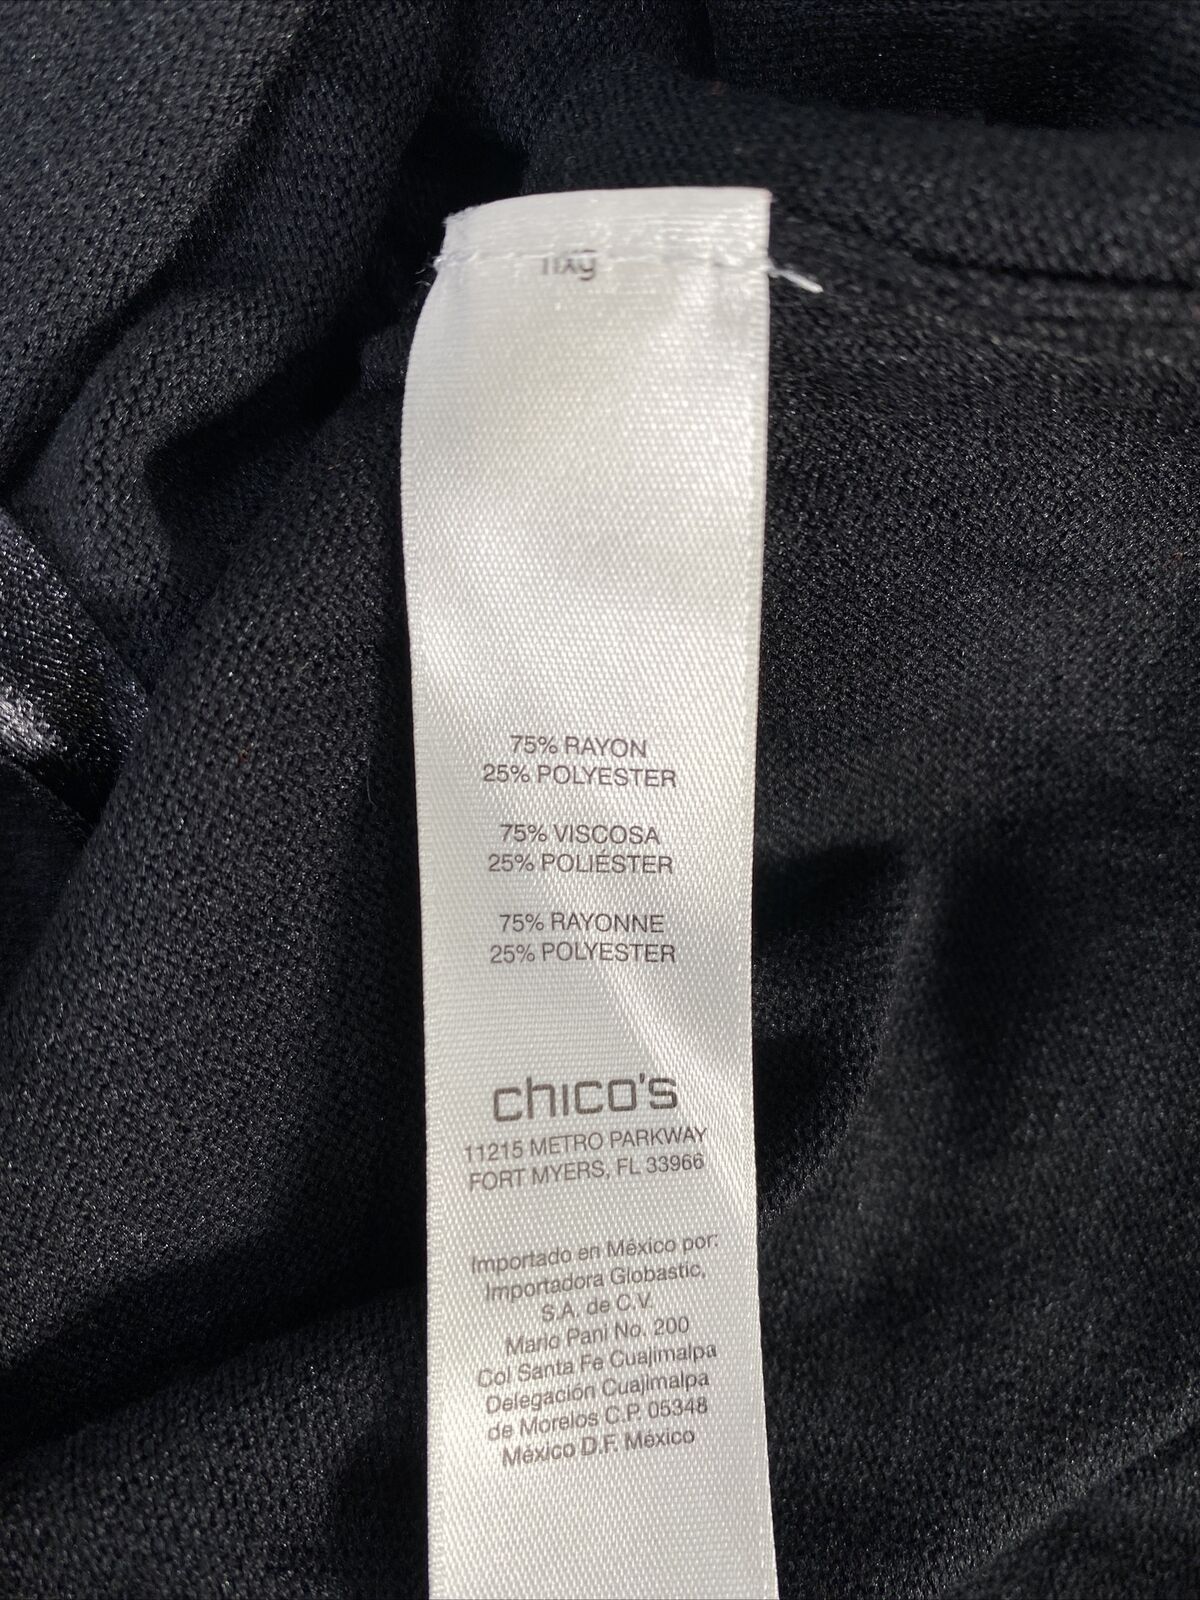 75% RAYON
25% POLYESTER
75% VISCOSA
25% POLIÉSTER
75% RAYONNE
25% POLYESTER
chico's
11215 METRO PARKWAY
FORT MYERS, FL 33966
Importado en México por:
Importadora Globastic,
S.A. de C.V.
Mario Pani No. 200
Col Santa Fe Cuajimalpa
Delegación Cuajimalpa
de Morelos C.P. 05348
México D.F. México